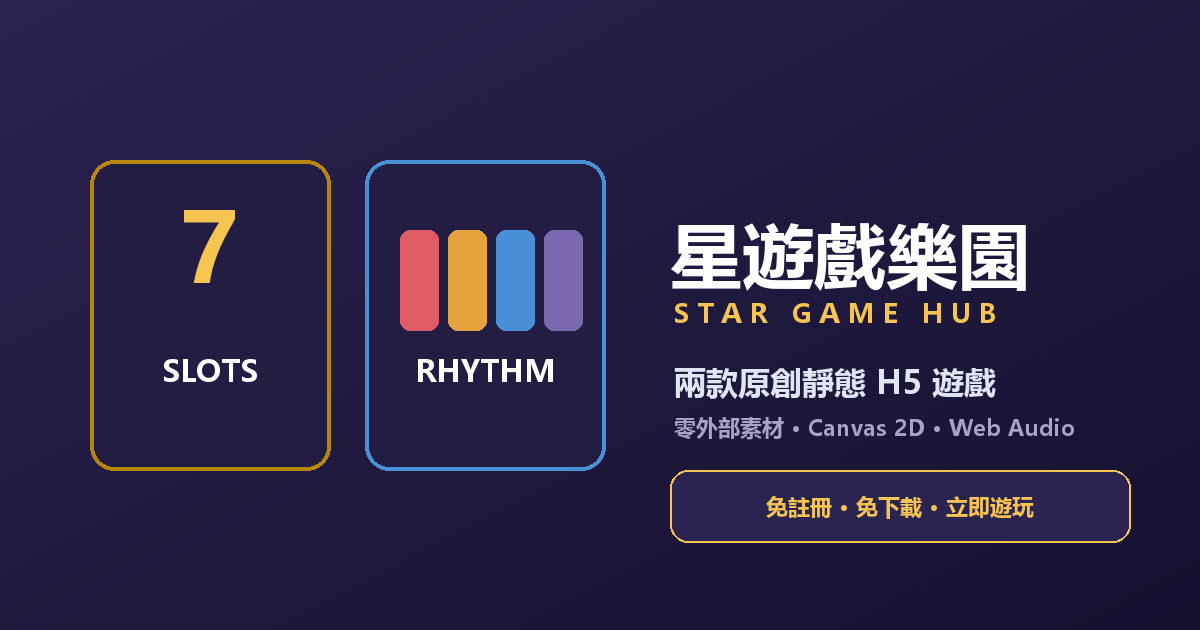 7
SLOTS
RHYTHM
星遊戲樂園
STAR GAME HUB
兩款原創靜態 H5 遊戲
零外部素材 • Canvas 2D • Web Audio
免註冊 • 免下載 • 立即遊玩